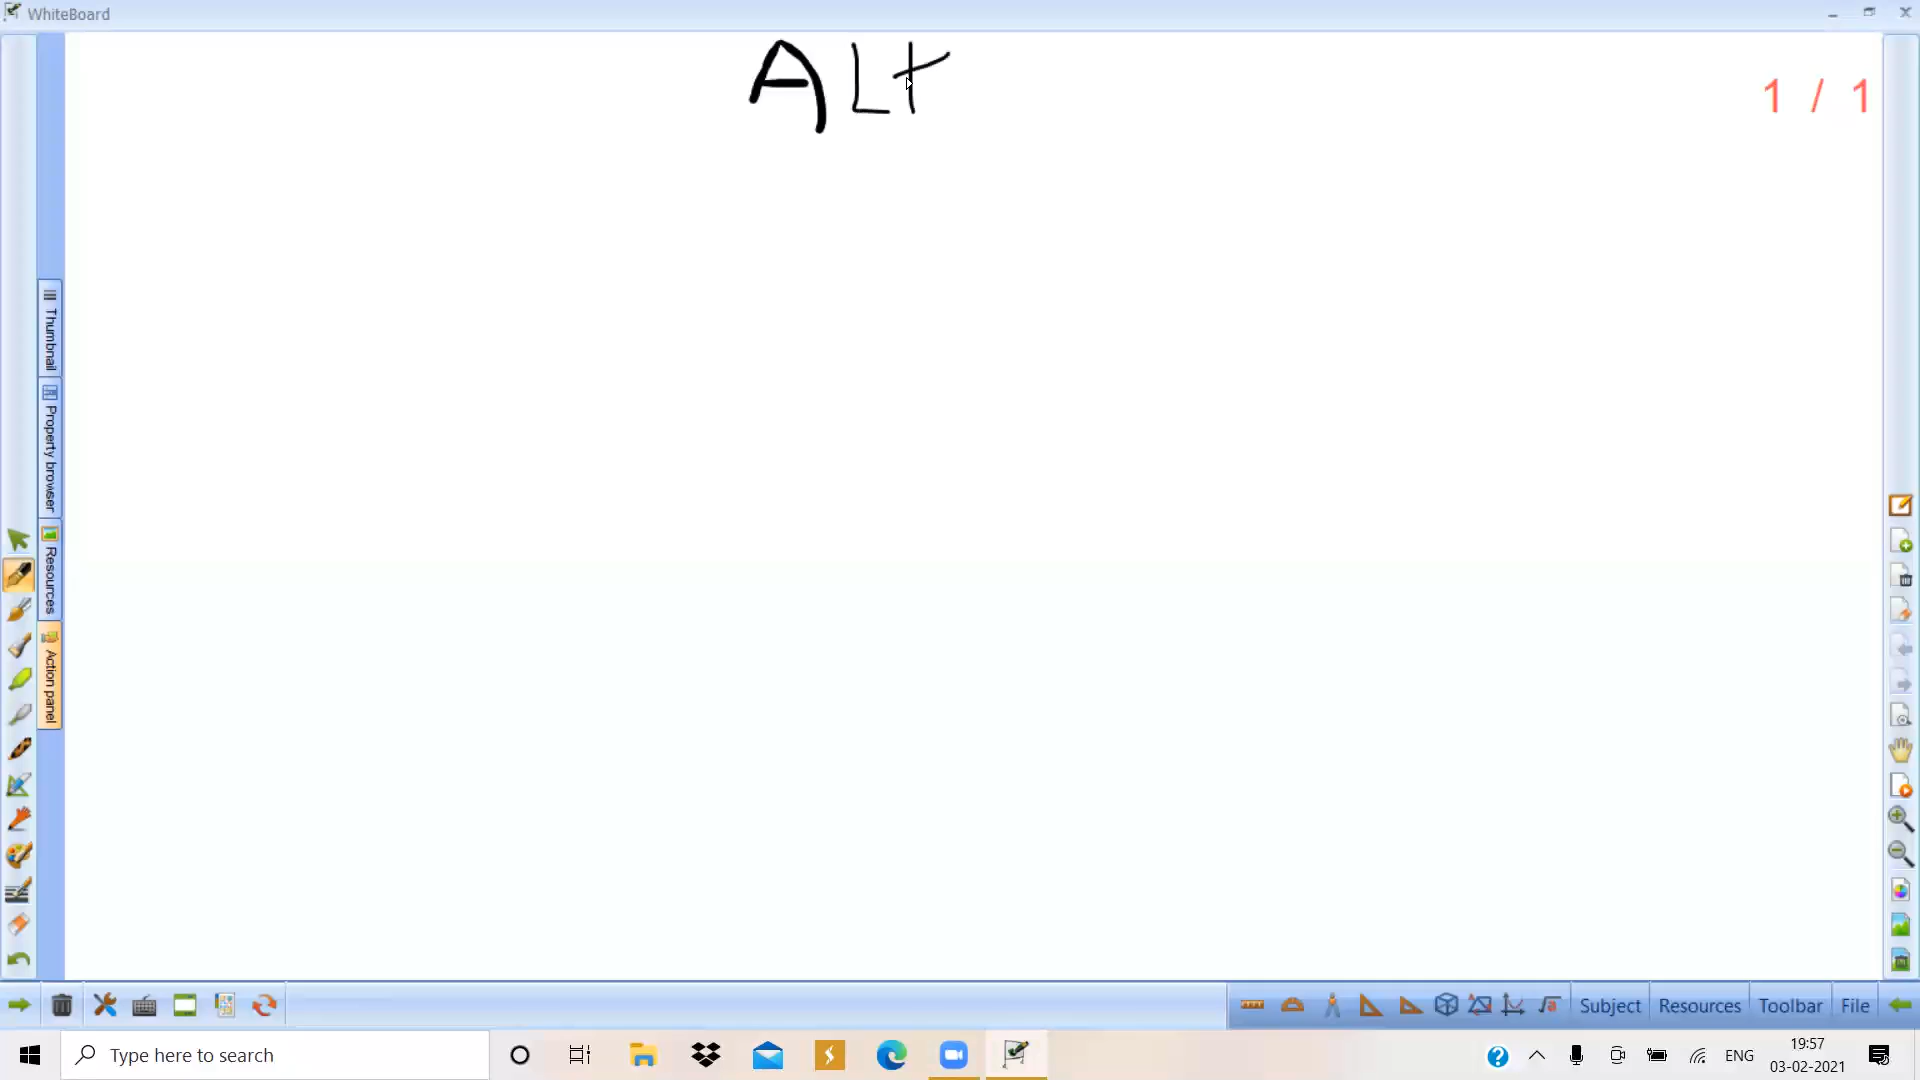 WhiteBoard
ALt
1 / 1
Thumbnail
Property browser
Resources
Action panel
Subject
Resources
Toolbar
File
Type here to search
ENG
19:57
03-02-2021